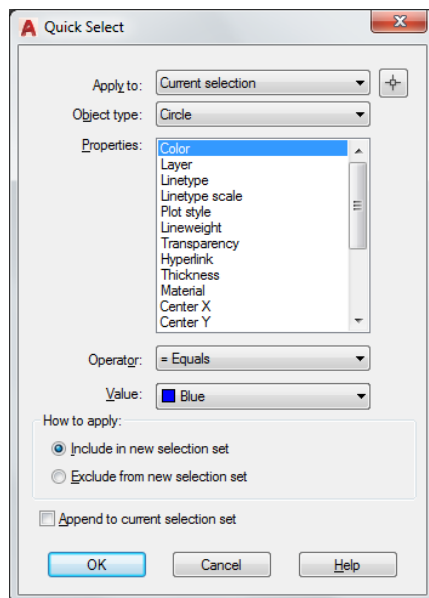 Quick Select
Apply to: Current selection
Object type: Circle
Properties: Color
Layer
Linetype
Linetype scale
Plot style
Lineweight
Transparency
Hyperlink
Thickness
Material
Center X
Center Y
Operator: = Equals
Value: Blue
How to apply:
Include in new selection set
Exclude from new selection set
Append to current selection set
OK Cancel Help